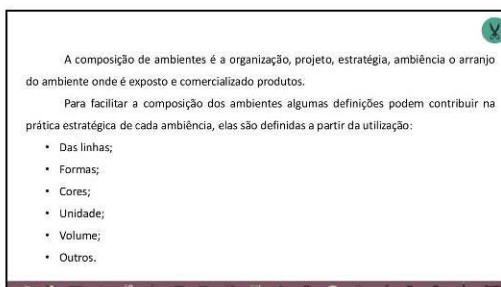 A composição de ambientes é a organização, projeto, estratégia, ambiência o arranjo
do ambiente onde é exposto e comercializado produtos.
Para facilitar a composição dos ambientes algumas definições podem contribuir na
prática estratégica de cada ambiência, elas são definidas a partir da utilização:
• Das linhas;
• Formas;
• Cores;
• Unidade;
• Volume;
• Outros.